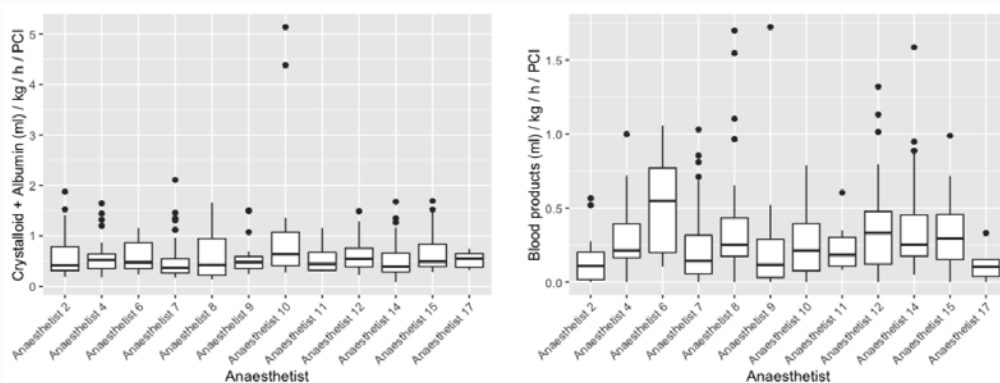 Crystalloid + Albumin (ml) / kg / h / PCI
5
4
3
2
1
0
Anaesthetist 2
Anaesthetist 4
Anaesthetist 6
Anaesthetist 7
Anaesthetist 8
Anaesthetist 9
Anaesthetist 10
Anaesthetist 11
Anaesthetist 12
Anaesthetist 14
Anaesthetist 15
Anaesthetist 17
Anaesthetist
Blood products (ml) / kg / h / PCI
1.5
1.0
0.5
0.0
Anaesthetist 2
Anaesthetist 4
Anaesthetist 6
Anaesthetist 7
Anaesthetist 8
Anaesthetist 9
Anaesthetist 10
Anaesthetist 11
Anaesthetist 12
Anaesthetist 14
Anaesthetist 15
Anaesthetist 17
Anaesthetist